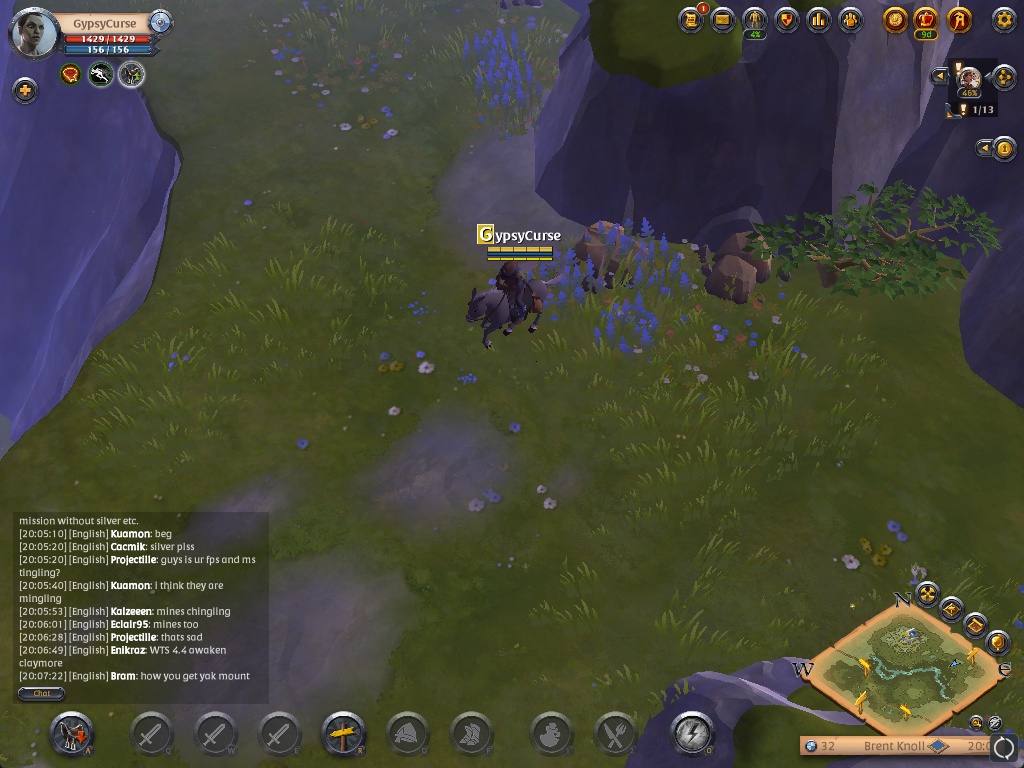 GypsyCurse
1429 / 1429
156 / 156
1
4%
9d
46%
1/13
1
GypsyCurse
mission without silver etc.
[20:05:10] [English] Kuamon: beg
[20:05:20] [English] Cacmik: silver plss
[20:05:20] [English] Projectille: guys is ur fps and ms
tingling?
[20:05:40] [English] Kuamon: i think they are
mingling
[20:05:53] [English] Kaizeeen: mines chingling
[20:06:01] [English] Eclair95: mines too
[20:06:28] [English] Projectille: thats sad
[20:06:49] [English] Enikraz: WTS 4.4 awaken
claymore
[20:07:22] [English] Bram: how you get yak mount
Chat
N
W
E
A
Q
W
E
R
D
F
32
Brent Knoll
20:0